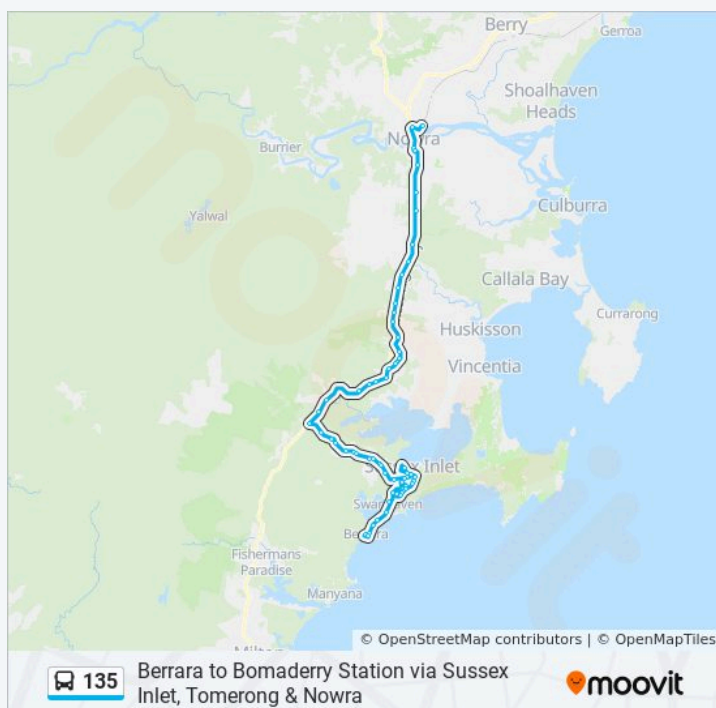 Berry
Gerroa
Shoalhaven
Heads
Nowra
Burrier
Yalwal
Culburra
Callala Bay
Currarong
Huskisson
Vincentia
Sussex Inlet
Swanhaven
Berrara
Fishermans
Paradise
Manyana
Milton
© OpenStreetMap contributors | © OpenMapTiles
135
Berrara to Bomaderry Station via Sussex
Inlet, Tomerong & Nowra
moovit